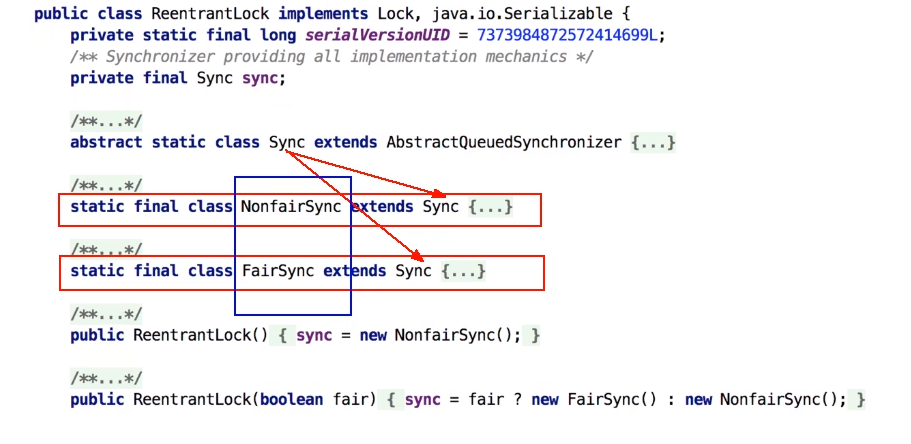 public class ReentrantLock implements Lock, java.io.Serializable {
private static final long serialVersionUID = 7373984872572414699L;
/** Synchronizer providing all implementation mechanics */
private final Sync sync;
/**...*/
abstract static class Sync extends AbstractQueuedSynchronizer {...}
/**...*/
static final class NonfairSync extends Sync {...}
/**...*/
static final class FairSync extends Sync {...}
/**...*/
public ReentrantLock() { sync = new NonfairSync(); }
/**...*/
public ReentrantLock(boolean fair) { sync = fair ? new FairSync() : new NonfairSync(); }